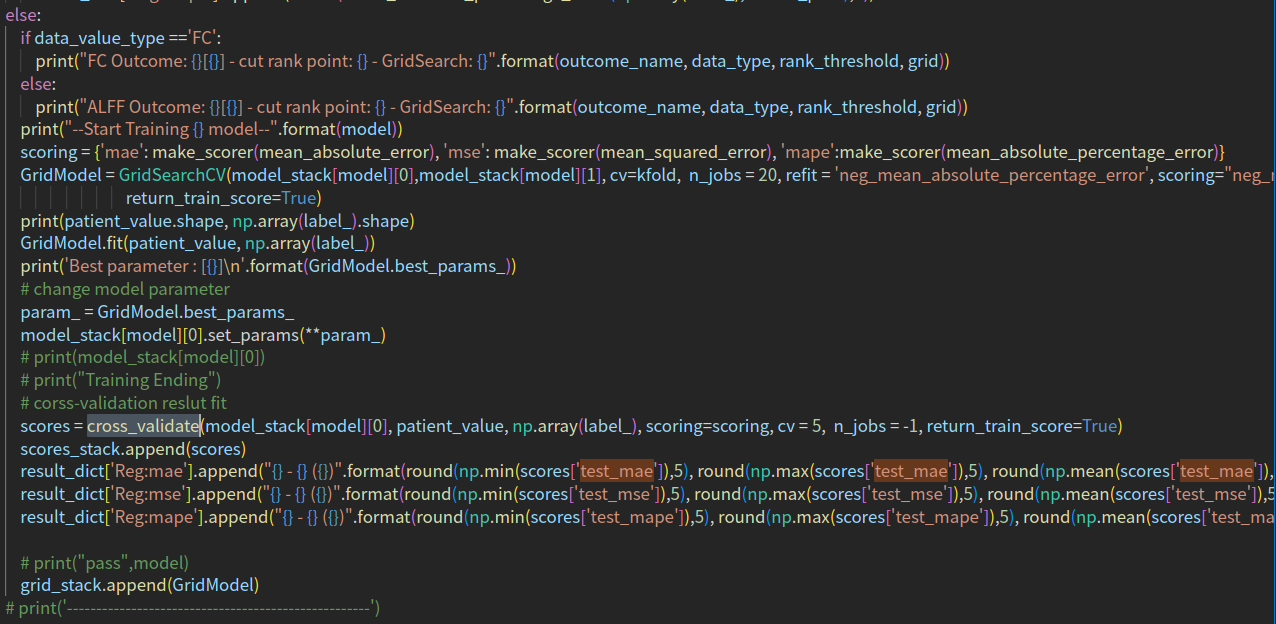 else:
if data_value_type =='FC':
print("FC Outcome: {}[{}] - cut rank point: {} - GridSearch: {}".format(outcome_name, data_type, rank_threshold, grid))
else:
print("ALFF Outcome: {}[{}] - cut rank point: {} - GridSearch: {}".format(outcome_name, data_type, rank_threshold, grid))
print("--Start Training {} model--".format(model))
scoring = {'mae': make_scorer(mean_absolute_error), 'mse': make_scorer(mean_squared_error), 'mape':make_scorer(mean_absolute_percentage_error)}
GridModel = GridSearchCV(model_stack[model][0],model_stack[model][1], cv=kfold, n_jobs = 20, refit = 'neg_mean_absolute_percentage_error', scoring="neg_
return_train_score=True)
print(patient_value.shape, np.array(label_).shape)
GridModel.fit(patient_value, np.array(label_))
print('Best parameter : [{}]\n'.format(GridModel.best_params_))
# change model parameter
param_ = GridModel.best_params_
model_stack[model][0].set_params(**param_)
# print(model_stack[model][0])
# print("Training Ending")
# corss-validation reslut fit
scores = cross_validate(model_stack[model][0], patient_value, np.array(label_), scoring=scoring, cv = 5, n_jobs = -1, return_train_score=True)
scores_stack.append(scores)
result_dict['Reg:mae'].append("{} - {} ({})".format(round(np.min(scores['test_mae']),5), round(np.max(scores['test_mae']),5), round(np.mean(scores['test_mae']),
result_dict['Reg:mse'].append("{} - {} ({})".format(round(np.min(scores['test_mse']),5), round(np.max(scores['test_mse']),5), round(np.mean(scores['test_mse']),5
result_dict['Reg:mape'].append("{} - {} ({})".format(round(np.min(scores['test_mape']),5), round(np.max(scores['test_mape']),5), round(np.mean(scores['test_ma
# print("pass",model)
grid_stack.append(GridModel)
# print('----------------------------------------------------')